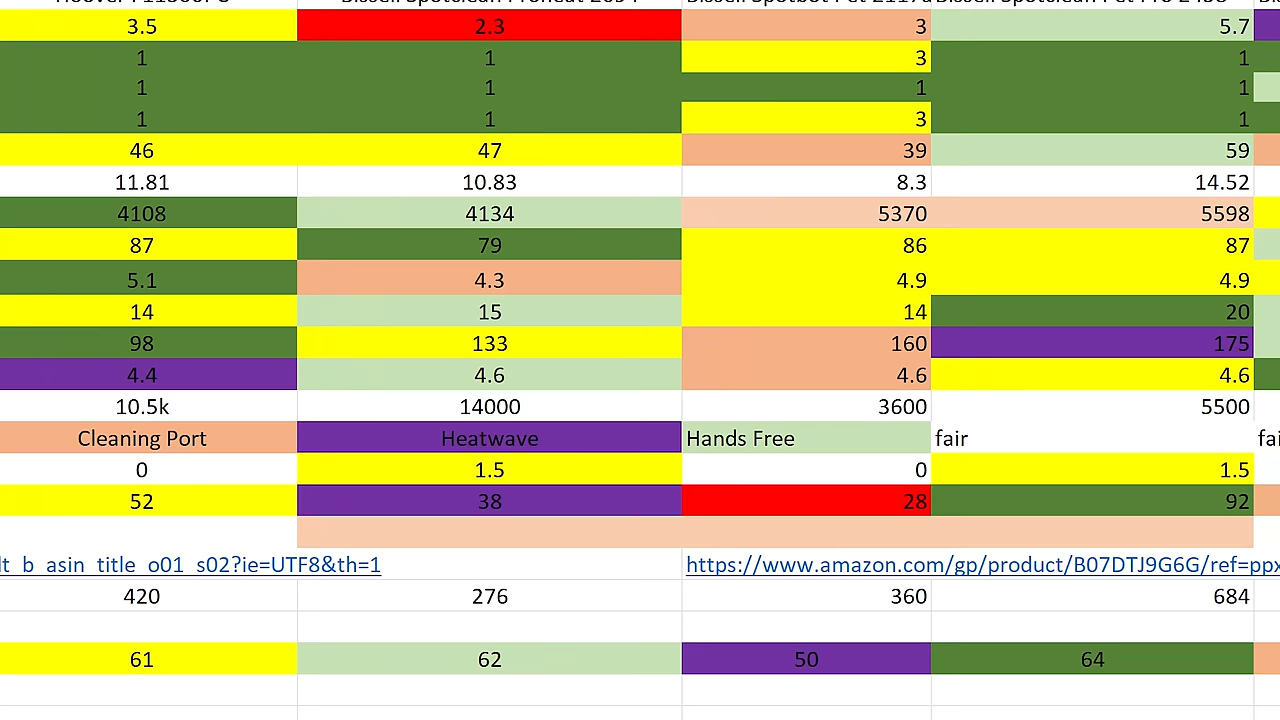 3.5 2.3 3 5.7
1 1 3 1
1 1 1 1
1 1 3 1
46 47 39 59
11.81 10.83 8.3 14.52
4108 4134 5370 5598
87 79 86 87
5.1 4.3 4.9 4.9
14 15 14 20
98 133 160 175
4.4 4.6 4.6 4.6
10.5k 14000 3600 5500
Cleaning Port Heatwave Hands Free fair
0 1.5 0 1.5
52 38 28 92
lt_b_asin_title_o01_s02?ie=UTF8&th=1 https://www.amazon.com/gp/product/B07DTJ9G6G/ref=ppx
420 276 360 684
61 62 50 64